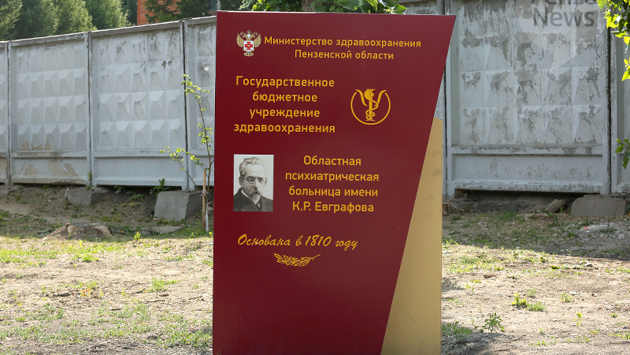 Министерство здравоохранения
Пензенской области
Государственное
бюджетное
учреждение
здравоохранения
Областная
психиатрическая
больница имени
К.Р. Евграфова
Основана в 1810 году
News